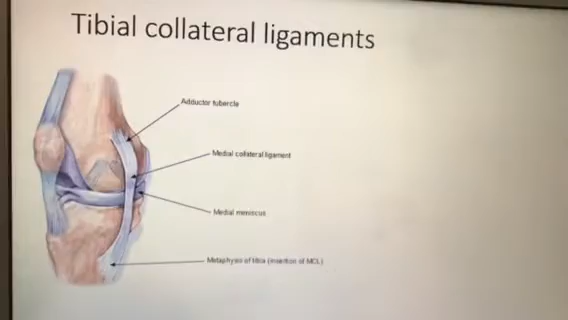 Tibial collateral ligaments
Adductor tubercle
Medial collateral ligament
Medial meniscus
Metaphysis of tibia (insertion of MCL)